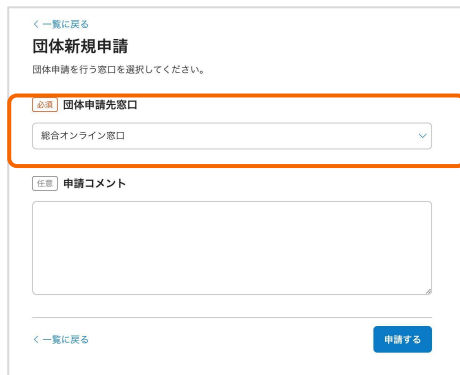 く 一覧に戻る
団体新規申請
団体申請を行う窓口を選択してください。
必須 団体申請先窓口
総合オンライン窓口
任意 申請コメント
く 一覧に戻る
申請する